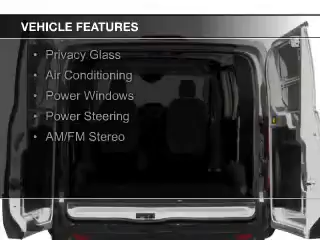 VEHICLE FEATURES
• Privacy Glass
• Air Conditioning
• Power Windows
• Power Steering
• AM/FM Stereo